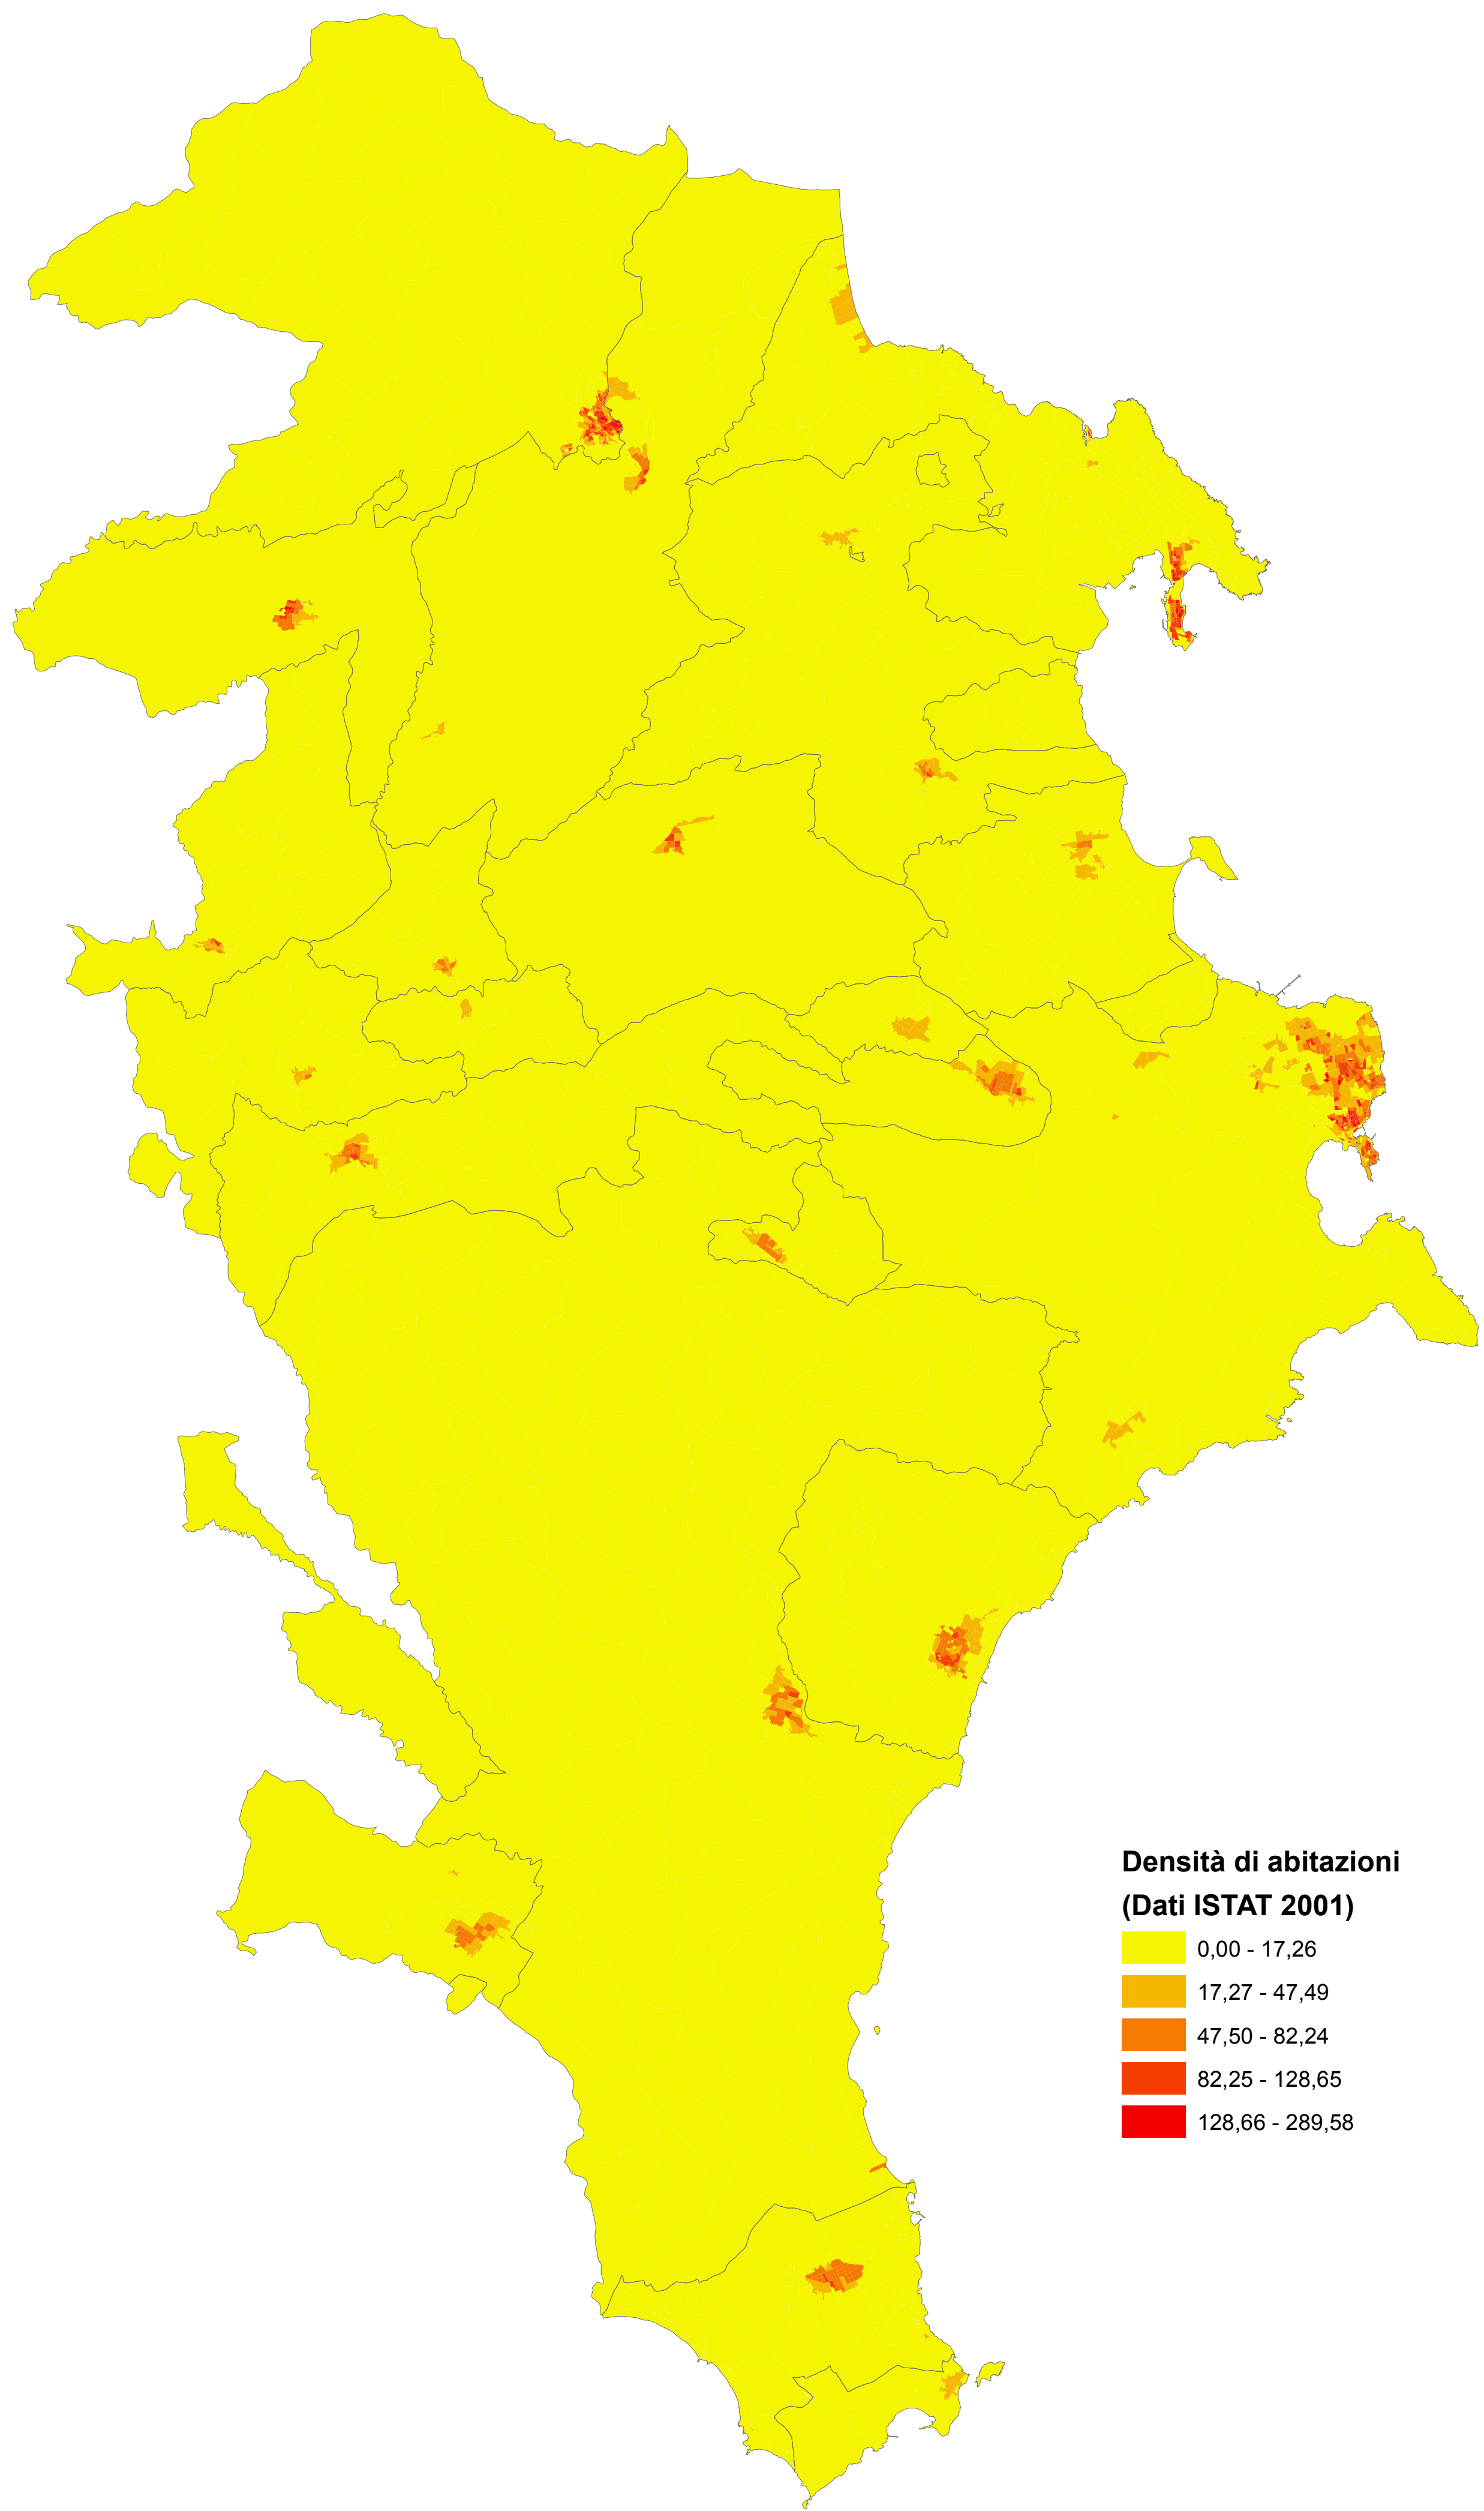 Densità di abitazioni
(Dati ISTAT 2001)
0,00 - 17,26
17,27 - 47,49
47,50 - 82,24
82,25 - 128,65
128,66 - 289,58